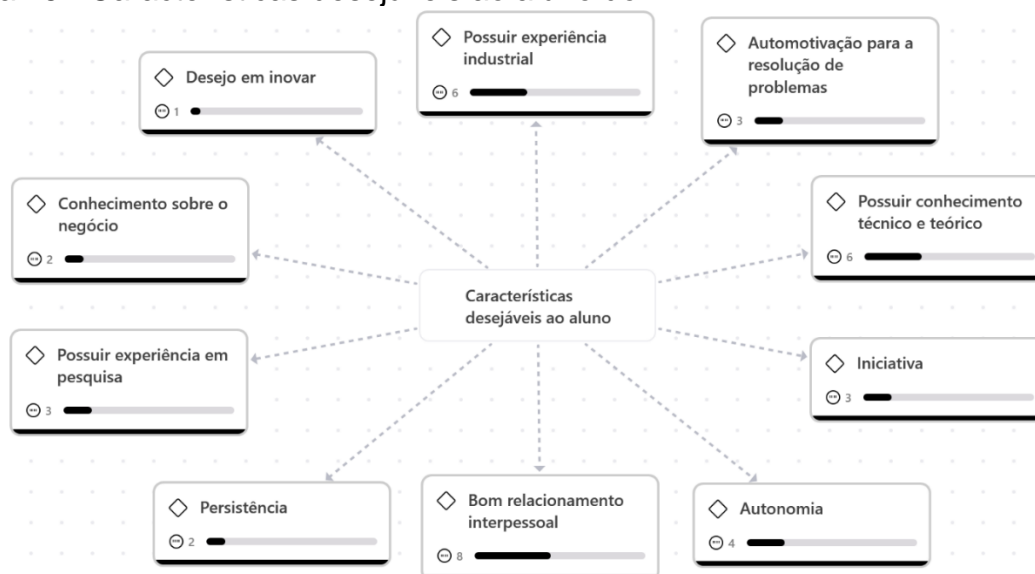 Desejo em inovar
1
Possuir experiência
industrial
6
Automotivação para a
resolução de
problemas
3
Conhecimento sobre o
negócio
2
Possuir conhecimento
técnico e teórico
6
Características
desejáveis ao aluno
Possuir experiência em
pesquisa
3
Iniciativa
3
Persistência
2
Bom relacionamento
interpessoal
8
Autonomia
4